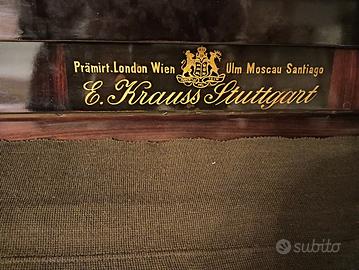 Prämirt.London Wien Ulm Moscau Santiago
E. Krauss Stuttgart
subito